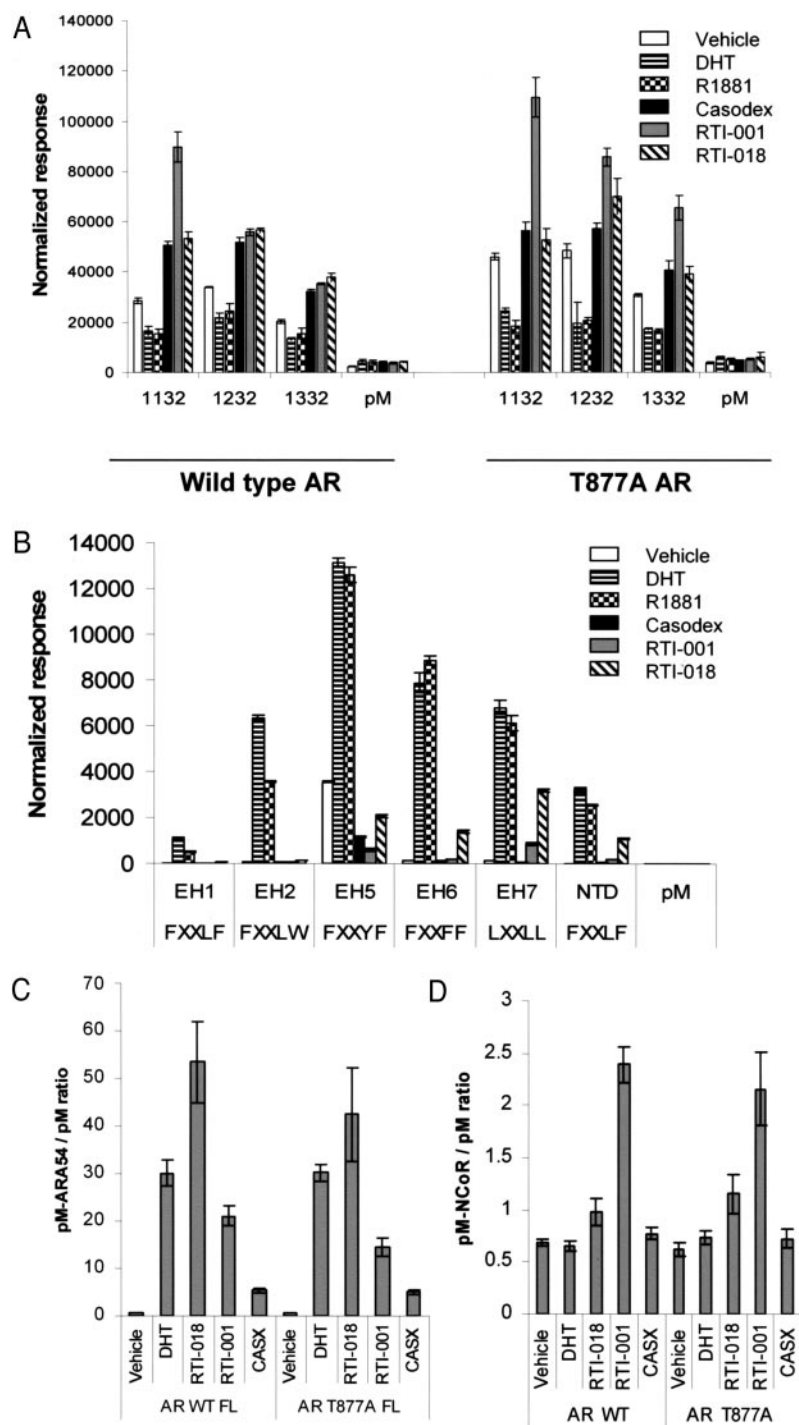 A
Normalized response
140000
120000
100000
80000
60000
40000
20000
0
Vehicle
DHT
R1881
Casodex
RTI-001
RTI-018
1132 1232 1332 pM 1132 1232 1332 pM
Wild type AR T877A AR
B
Normalized response
14000
12000
10000
8000
6000
4000
2000
0
Vehicle
DHT
R1881
Casodex
RTI-001
RTI-018
EH1 EH2 EH5 EH6 EH7 NTD pM
FXXLF FXXLW FXXYF FXXFF LXXLL FXXLF
C
pM-ARA54 / pM ratio
70
60
50
40
30
20
10
0
Vehicle DHT RTI-018 RTI-001 CASX Vehicle DHT RTI-018 RTI-001 CASX
AR WT FL AR T877A FL
D
pM-NCoR / pM ratio
3
2.5
2
1.5
1
0.5
0
Vehicle DHT RTI-018 RTI-001 CASX Vehicle DHT RTI-018 RTI-001 CASX
AR WT AR T877A